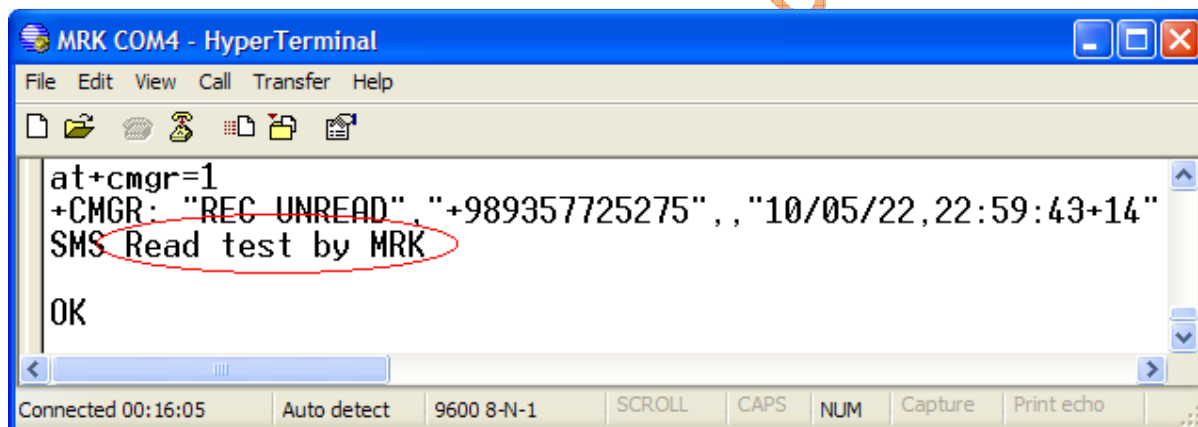 MRK COM4 - HyperTerminal
File Edit View Call Transfer Help
at+cmgr=1
+CMGR: "REC UNREAD","+989357725275",,"10/05/22,22:59:43+14"
SMS Read test by MRK
OK
Connected 00:16:05 Auto detect 9600 8-N-1 SCROLL CAPS NUM Capture Print echo